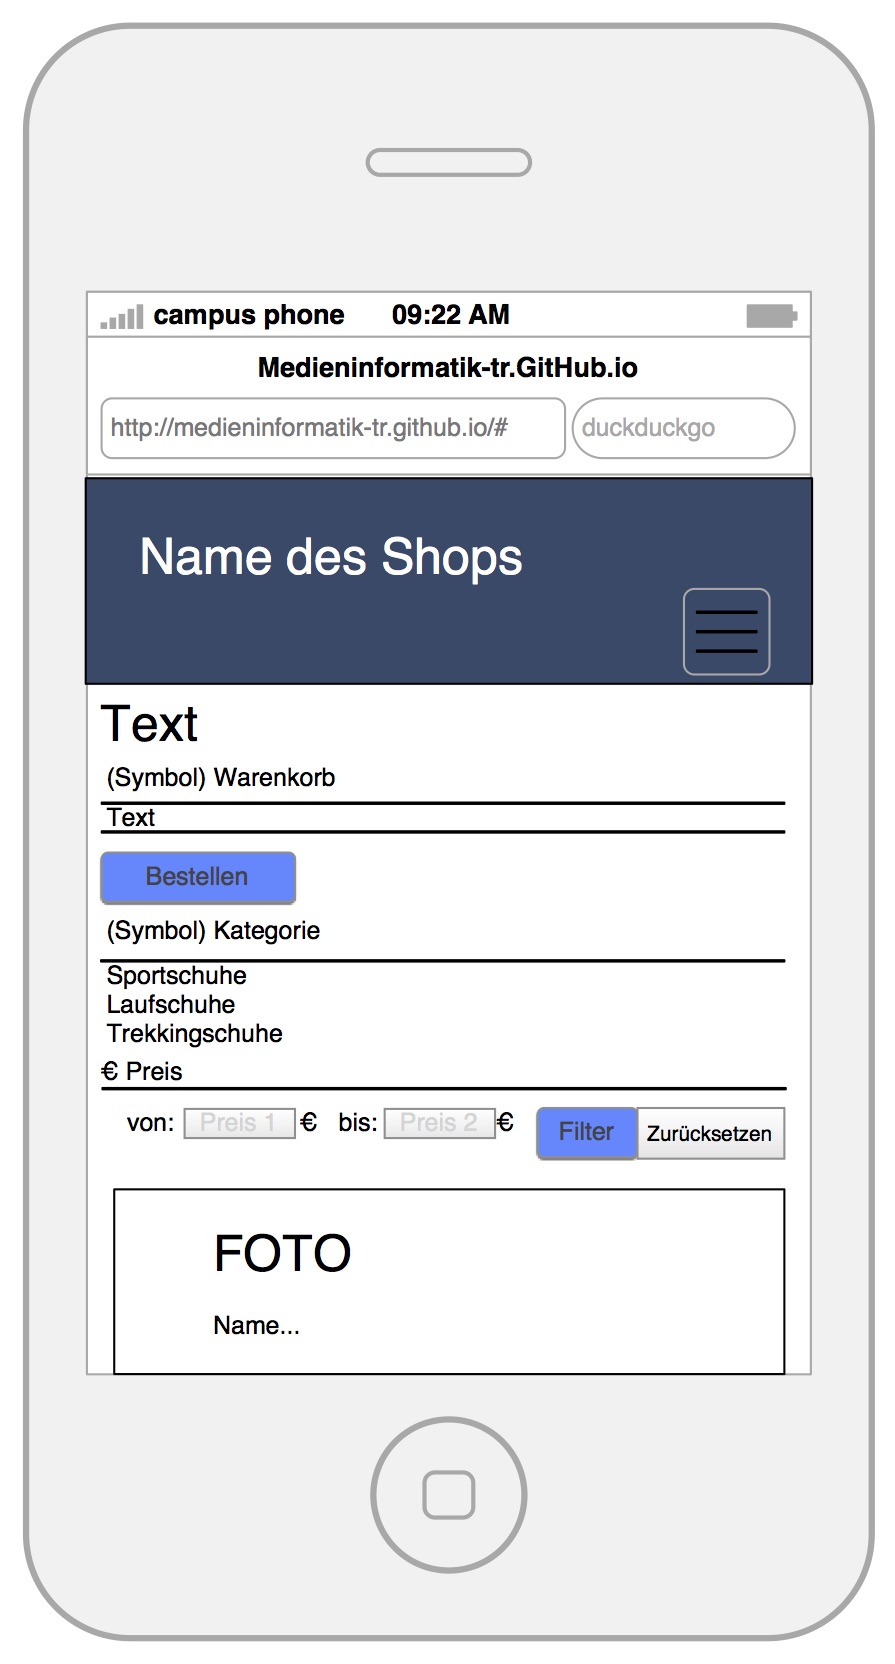 campus phone 09:22 AM
Medieninformatik-tr.GitHub.io
http://medieninformatik-tr.github.io/# duckduckgo
Name des Shops
Text
(Symbol) Warenkorb
Text
Bestellen
(Symbol) Kategorie
Sportschuhe
Laufschuhe
Trekkingschuhe
€ Preis
von: Preis 1 € bis: Preis 2 € Filter Zurücksetzen
FOTO
Name...